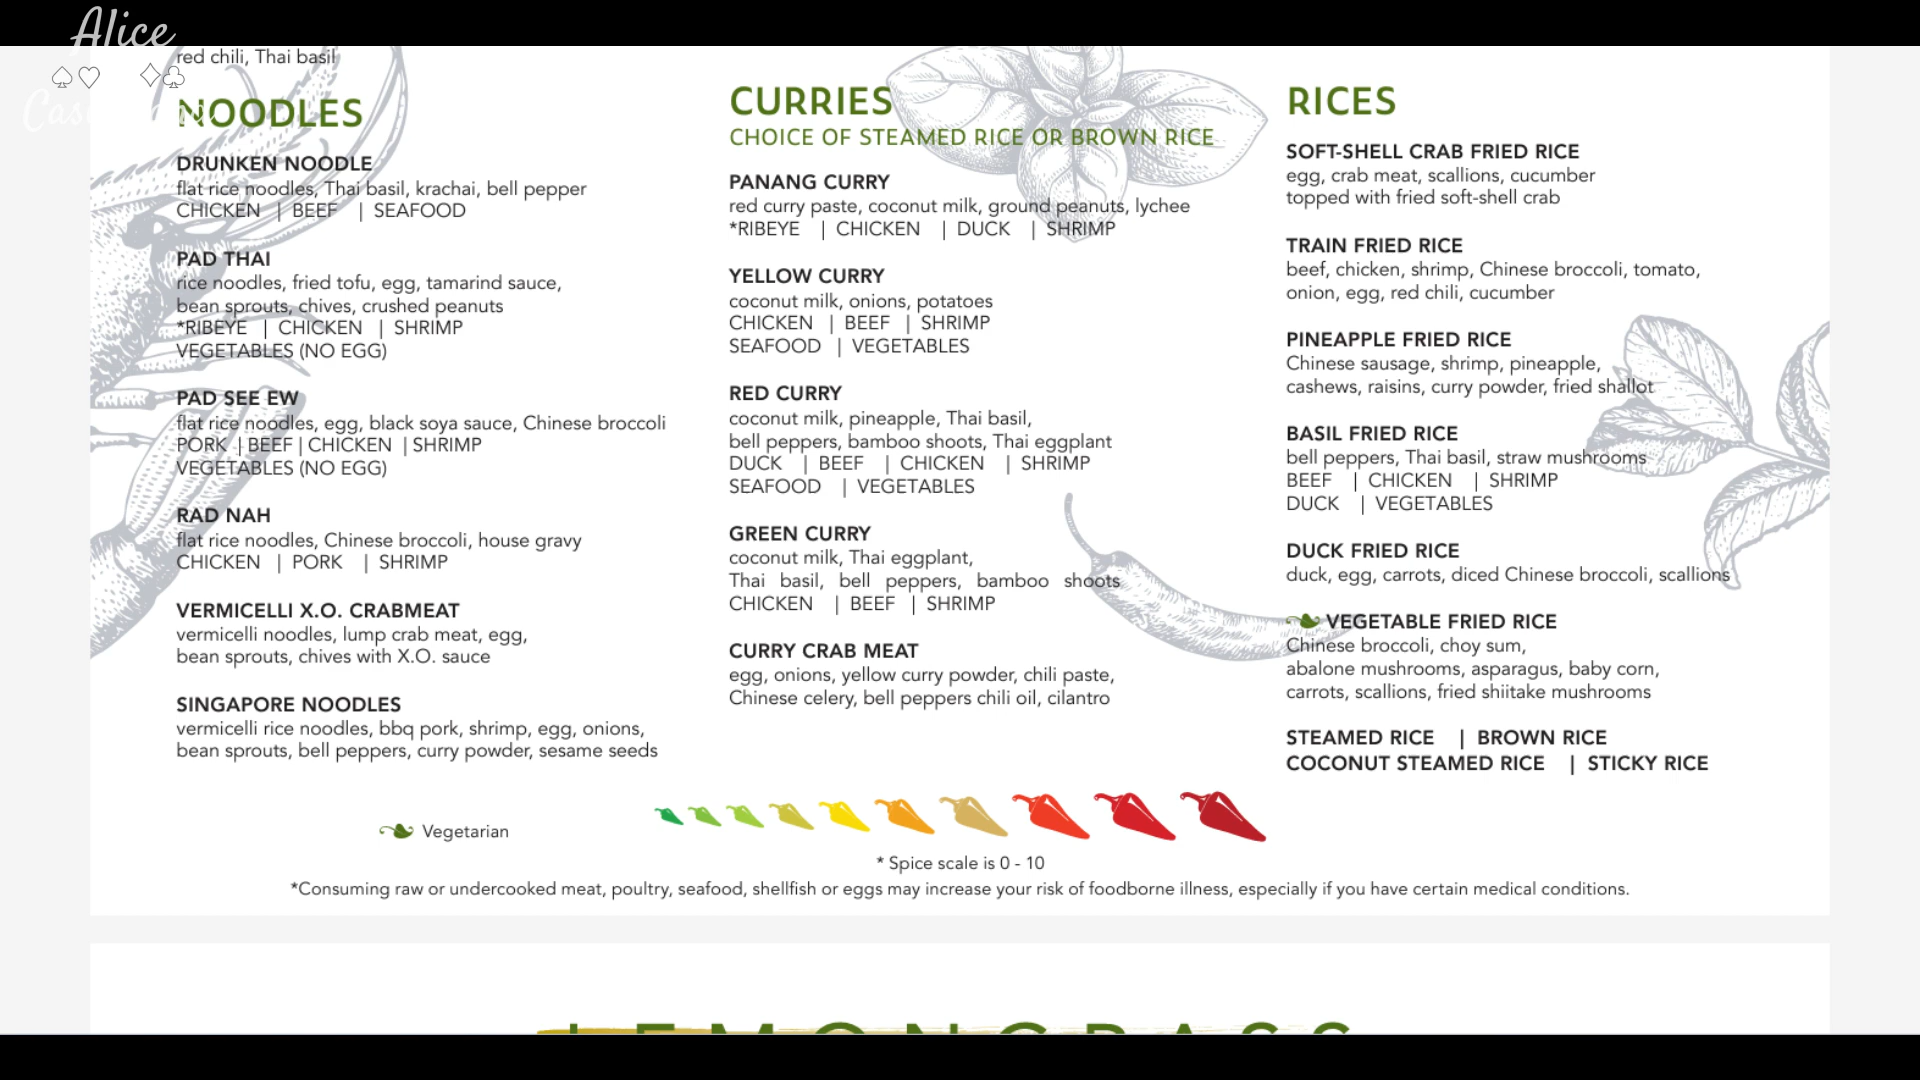 Alice
red chili, Thai basil
NOODLES
DRUNKEN NOODLE
flat rice noodles, Thai basil, krachai, bell pepper
CHICKEN | BEEF | SEAFOOD
PAD THAI
rice noodles, fried tofu, egg, tamarind sauce,
bean sprouts, chives, crushed peanuts
*RIBEYE | CHICKEN | SHRIMP
VEGETABLES (NO EGG)
PAD SEE EW
flat rice noodles, egg, black soya sauce, Chinese broccoli
PORK | BEEF | CHICKEN | SHRIMP
VEGETABLES (NO EGG)
RAD NAH
flat rice noodles, Chinese broccoli, house gravy
CHICKEN | PORK | SHRIMP
VERMICELLI X.O. CRABMEAT
vermicelli noodles, lump crab meat, egg,
bean sprouts, chives with X.O. sauce
SINGAPORE NOODLES
vermicelli rice noodles, bbq pork, shrimp, egg, onions,
bean sprouts, bell peppers, curry powder, sesame seeds
CURRIES
CHOICE OF STEAMED RICE OR BROWN RICE
PANANG CURRY
red curry paste, coconut milk, ground peanuts, lychee
*RIBEYE | CHICKEN | DUCK | SHRIMP
YELLOW CURRY
coconut milk, onions, potatoes
CHICKEN | BEEF | SHRIMP
SEAFOOD | VEGETABLES
RED CURRY
coconut milk, pineapple, Thai basil,
bell peppers, bamboo shoots, Thai eggplant
DUCK | BEEF | CHICKEN | SHRIMP
SEAFOOD | VEGETABLES
GREEN CURRY
coconut milk, Thai eggplant,
Thai basil, bell peppers, bamboo shoots
CHICKEN | BEEF | SHRIMP
CURRY CRAB MEAT
egg, onions, yellow curry powder, chili paste,
Chinese celery, bell peppers chili oil, cilantro
RICES
SOFT-SHELL CRAB FRIED RICE
egg, crab meat, scallions, cucumber
topped with fried soft-shell crab
TRAIN FRIED RICE
beef, chicken, shrimp, Chinese broccoli, tomato,
onion, egg, red chili, cucumber
PINEAPPLE FRIED RICE
Chinese sausage, shrimp, pineapple,
cashews, raisins, curry powder, fried shallot
BASIL FRIED RICE
bell peppers, Thai basil, straw mushrooms
BEEF | CHICKEN | SHRIMP
DUCK | VEGETABLES
DUCK FRIED RICE
duck, egg, carrots, diced Chinese broccoli, scallions
VEGETABLE FRIED RICE
Chinese broccoli, choy sum,
abalone mushrooms, asparagus, baby corn,
carrots, scallions, fried shiitake mushrooms
STEAMED RICE | BROWN RICE
COCONUT STEAMED RICE | STICKY RICE
Vegetarian
* Spice scale is 0 - 10
*Consuming raw or undercooked meat, poultry, seafood, shellfish or eggs may increase your risk of foodborne illness, especially if you have certain medical conditions.
LEMONGRASS